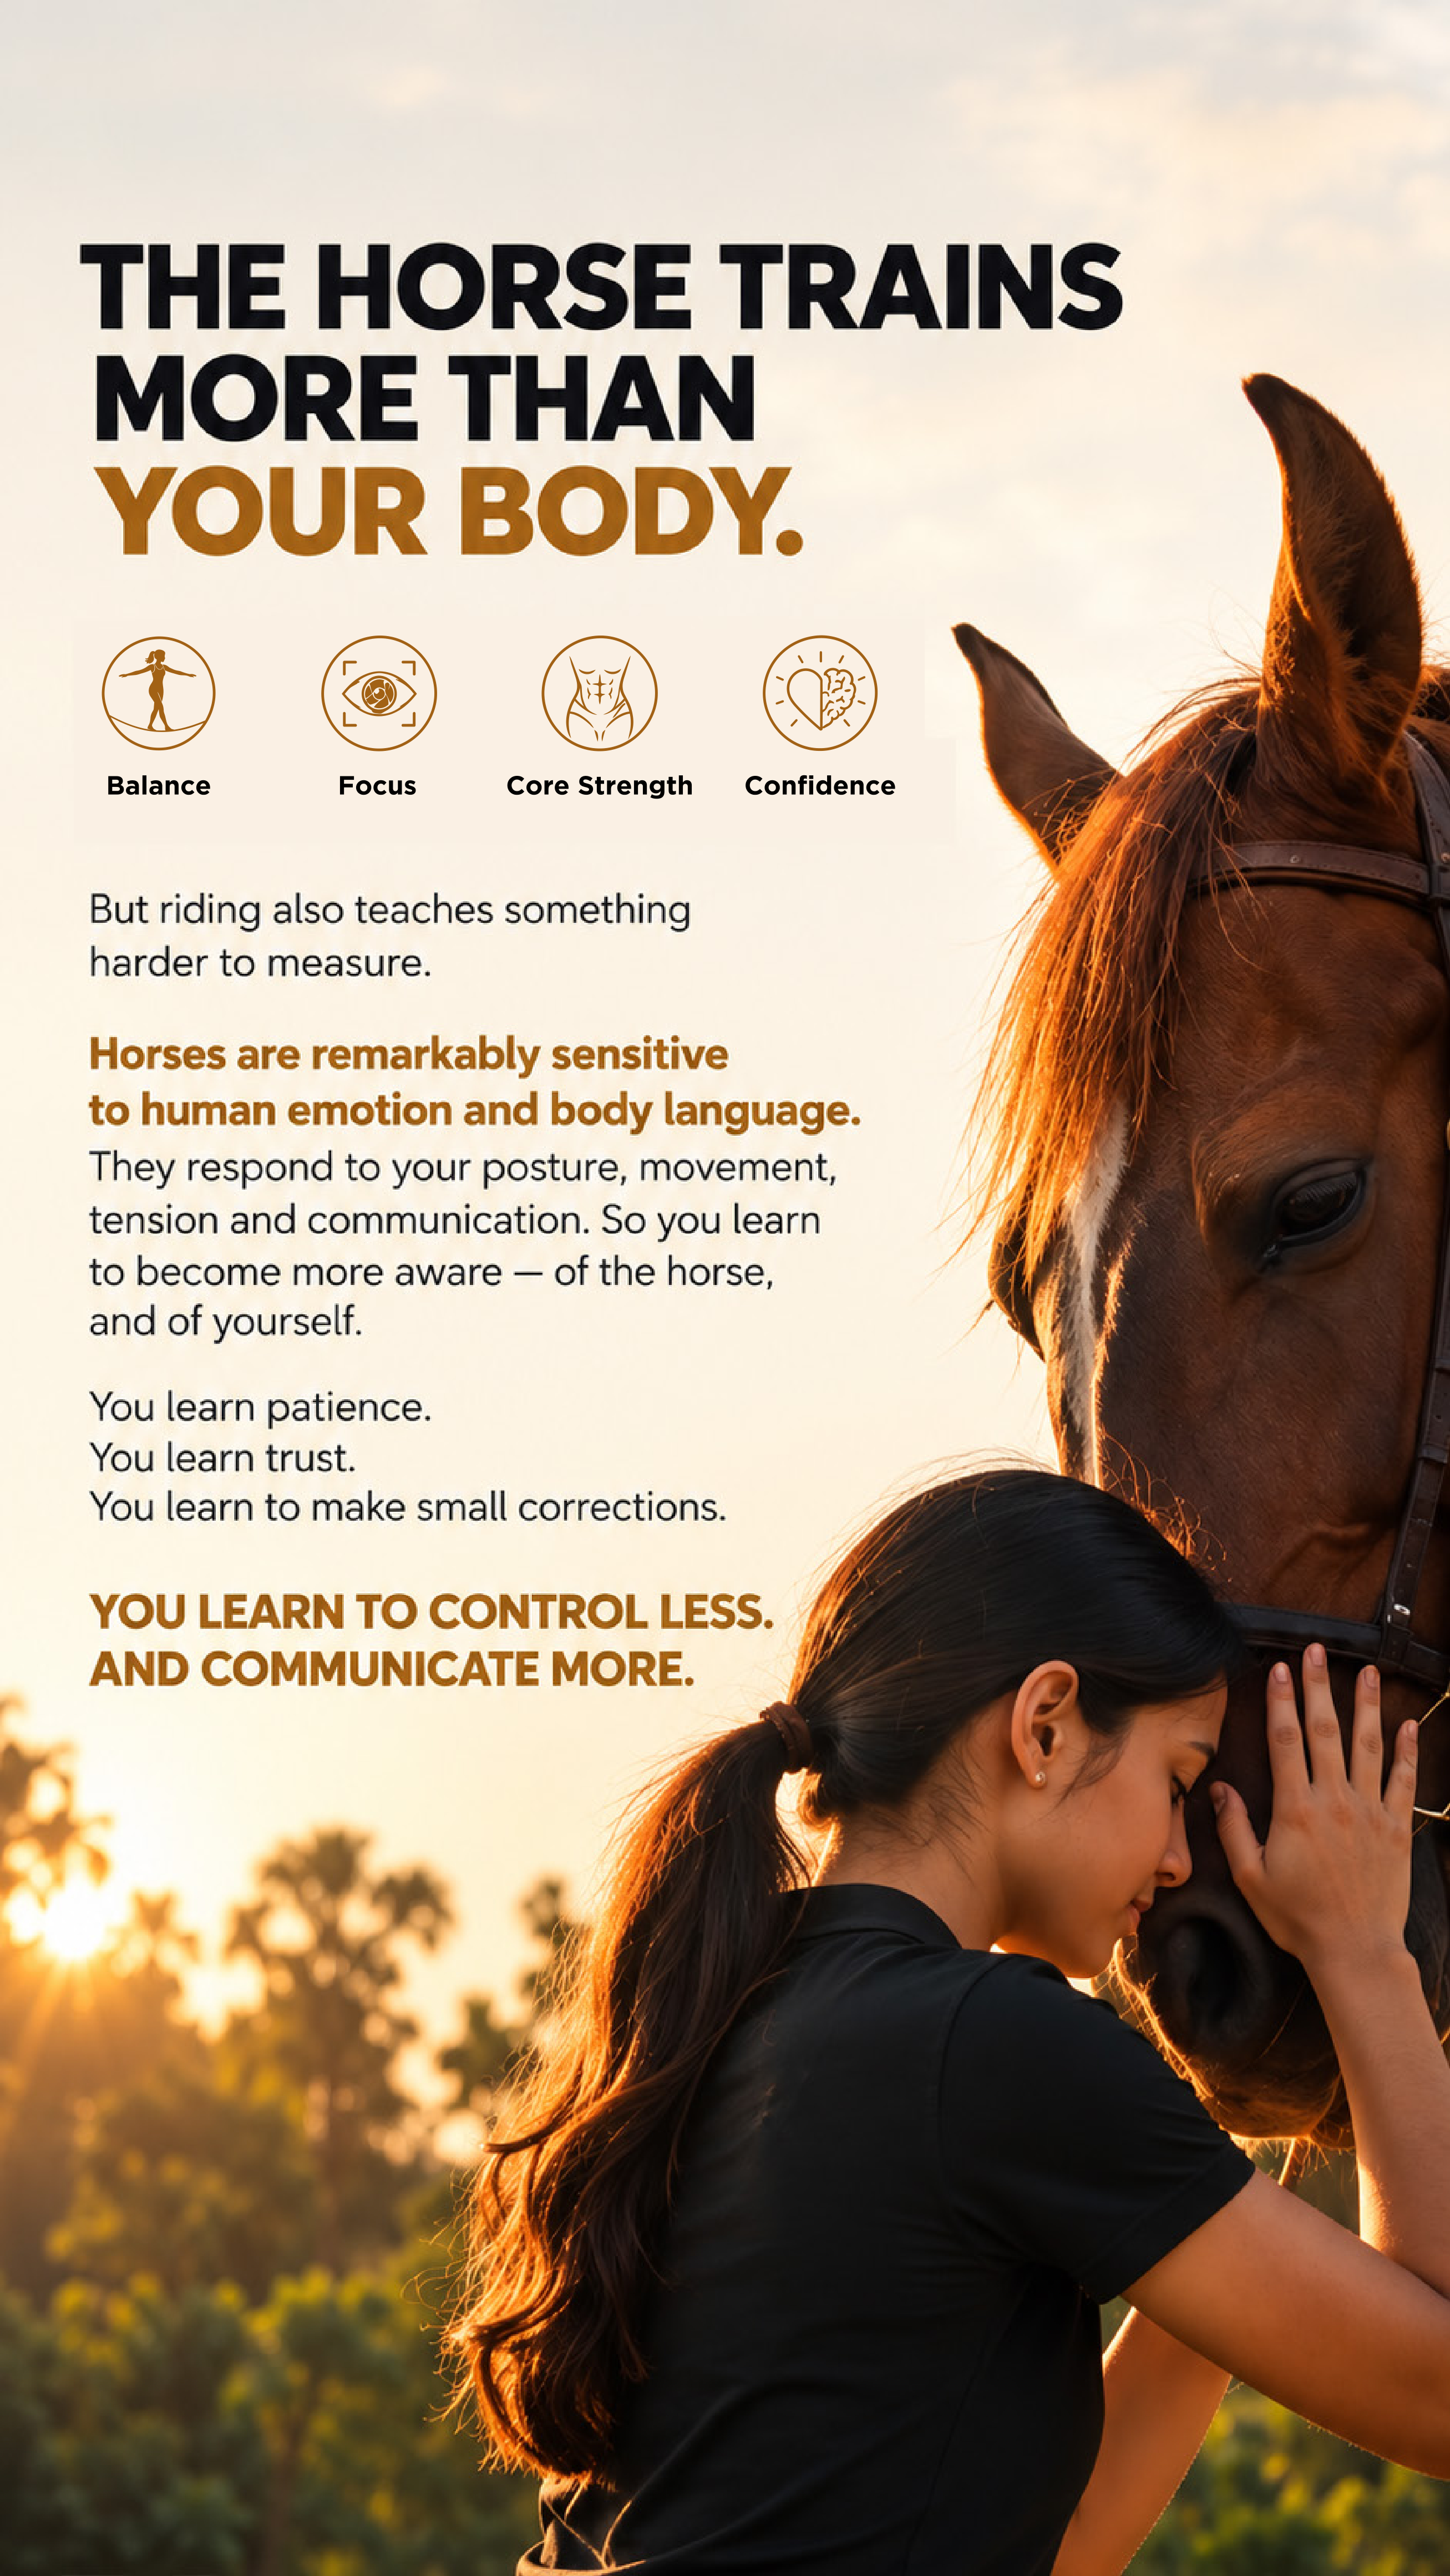 THE HORSE TRAINS
MORE THAN
YOUR BODY.
Balance
Focus
Core Strength
Confidence
But riding also teaches something
harder to measure.
Horses are remarkably sensitive
to human emotion and body language.
They respond to your posture, movement,
tension and communication. So you learn
to become more aware — of the horse,
and of yourself.
You learn patience.
You learn trust.
You learn to make small corrections.
YOU LEARN TO CONTROL LESS.
AND COMMUNICATE MORE.